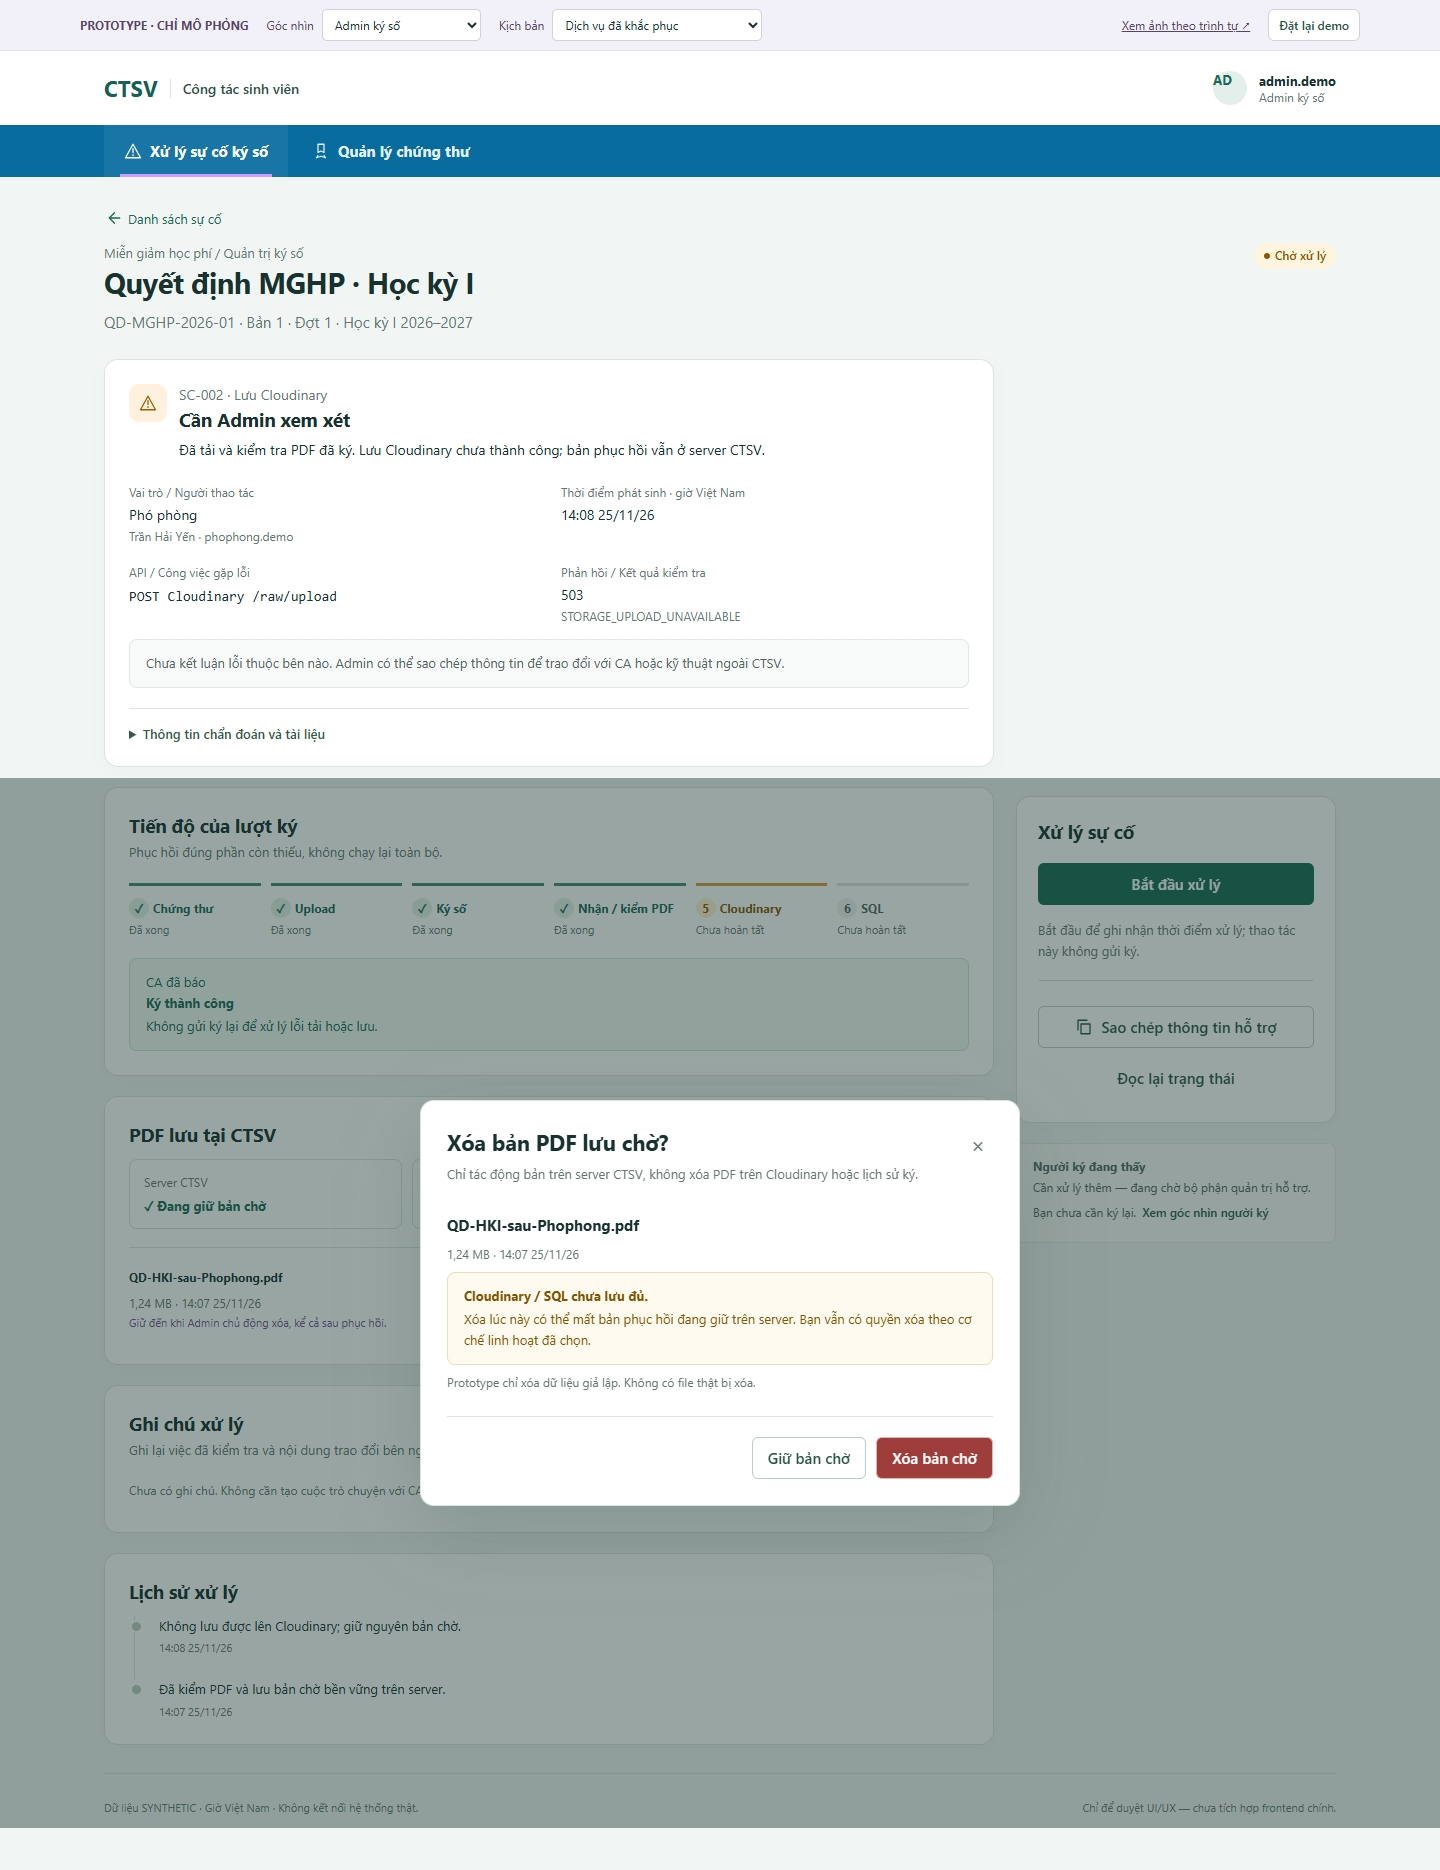 PROTOTYPE · CHỈ MÔ PHỎNG
Góc nhìn
Admin ký số
Kịch bản
Dịch vụ đã khắc phục
Xem ảnh theo trình tự ↗
Đặt lại demo
CTSV
Công tác sinh viên
AD
admin.demo
Admin ký số
Xử lý sự cố ký số
Quản lý chứng thư
← Danh sách sự cố
Miễn giảm học phí / Quản trị ký số
Chờ xử lý
Quyết định MGHP · Học kỳ I
QD-MGHP-2026-01 · Bản 1 · Đợt 1 · Học kỳ I 2026–2027
SC-002 · Lưu Cloudinary
Cần Admin xem xét
Đã tải và kiểm tra PDF đã ký. Lưu Cloudinary chưa thành công; bản phục hồi vẫn ở server CTSV.
Vai trò / Người thao tác
Phó phòng
Trần Hải Yến · phophong.demo
Thời điểm phát sinh · giờ Việt Nam
14:08 25/11/26
API / Công việc gặp lỗi
POST Cloudinary /raw/upload
Phản hồi / Kết quả kiểm tra
503
STORAGE_UPLOAD_UNAVAILABLE
Chưa kết luận lỗi thuộc bên nào. Admin có thể sao chép thông tin để trao đổi với CA hoặc kỹ thuật ngoài CTSV.
Thông tin chẩn đoán và tài liệu
Tiến độ của lượt ký
Phục hồi đúng phần còn thiếu, không chạy lại toàn bộ.
✓ Chứng thư
Đã xong
✓ Upload
Đã xong
✓ Ký số
Đã xong
✓ Nhận / kiểm PDF
Đã xong
5 Cloudinary
Chưa hoàn tất
6 SQL
Chưa hoàn tất
CA đã báo
Ký thành công
Không gửi ký lại để xử lý lỗi tải hoặc lưu.
Xử lý sự cố
Bắt đầu xử lý
Bắt đầu để ghi nhận thời điểm xử lý; thao tác
này không gửi ký.
Sao chép thông tin hỗ trợ
Đọc lại trạng thái
Người ký đang thấy
Cần xử lý thêm — đang chờ bộ phận quản trị hỗ trợ.
Bạn chưa cần ký lại. Xem góc nhìn người ký
PDF lưu tại CTSV
Server CTSV
✓ Đang giữ bản chờ
QD-HKI-sau-Phophong.pdf
1,24 MB · 14:07 25/11/26
Giữ đến khi Admin chủ động xóa, kể cả sau phục hồi.
Xóa bản PDF lưu chờ?
×
Chỉ tác động bản trên server CTSV, không xóa PDF trên Cloudinary hoặc lịch sử ký.
QD-HKI-sau-Phophong.pdf
1,24 MB · 14:07 25/11/26
Cloudinary / SQL chưa lưu đủ.
Xóa lúc này có thể mất bản phục hồi đang giữ trên server. Bạn vẫn có quyền xóa theo cơ
chế linh hoạt đã chọn.
Prototype chỉ xóa dữ liệu giả lập. Không có file thật bị xóa.
Giữ bản chờ
Xóa bản chờ
Ghi chú xử lý
Ghi lại việc đã kiểm tra và nội dung trao đổi bên
Chưa có ghi chú. Không cần tạo cuộc trò chuyện với CA
Lịch sử xử lý
Không lưu được lên Cloudinary; giữ nguyên bản chờ.
14:08 25/11/26
Đã kiểm PDF và lưu bản chờ bền vững trên server.
14:07 25/11/26
Dữ liệu SYNTHETIC · Giờ Việt Nam · Không kết nối hệ thống thật.
Chỉ để duyệt UI/UX — chưa tích hợp frontend chính.